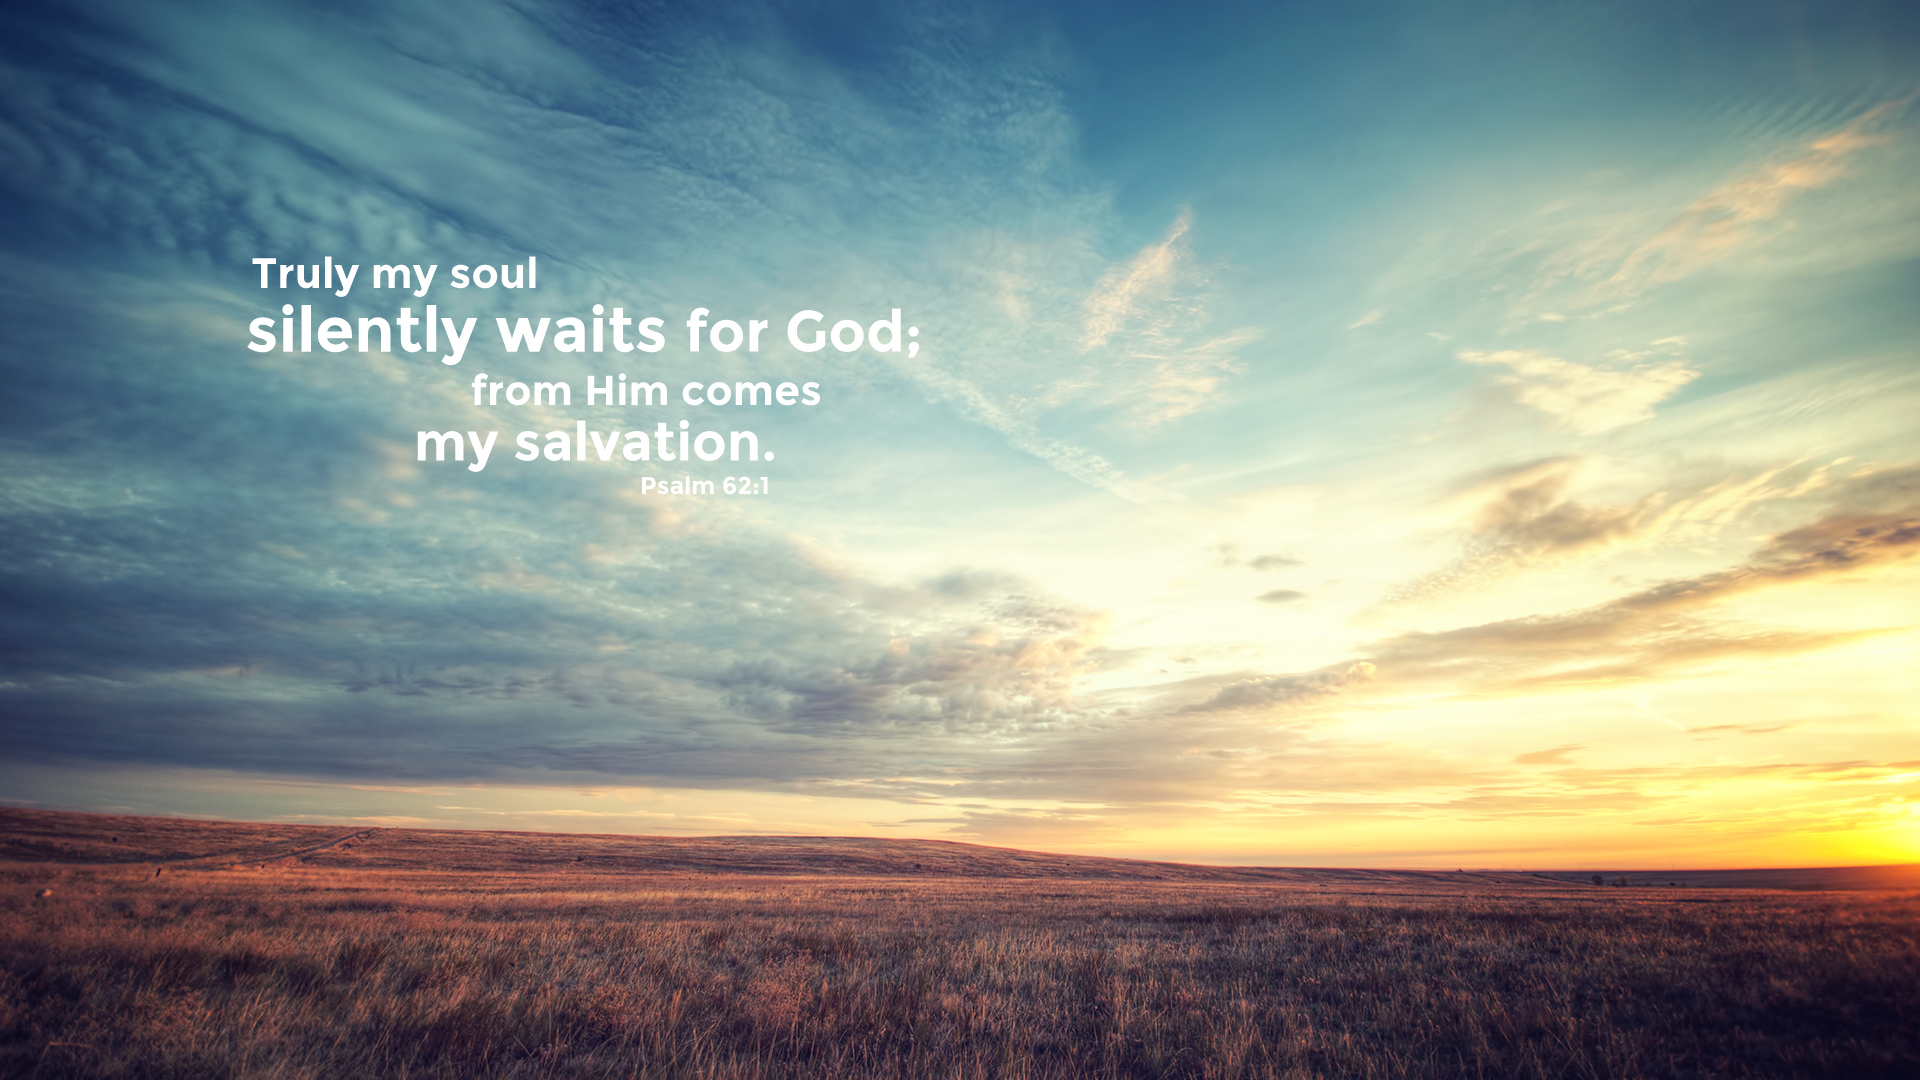 Truly my soul
silently waits for God;
from Him comes
my salvation.
Psalm 62:1